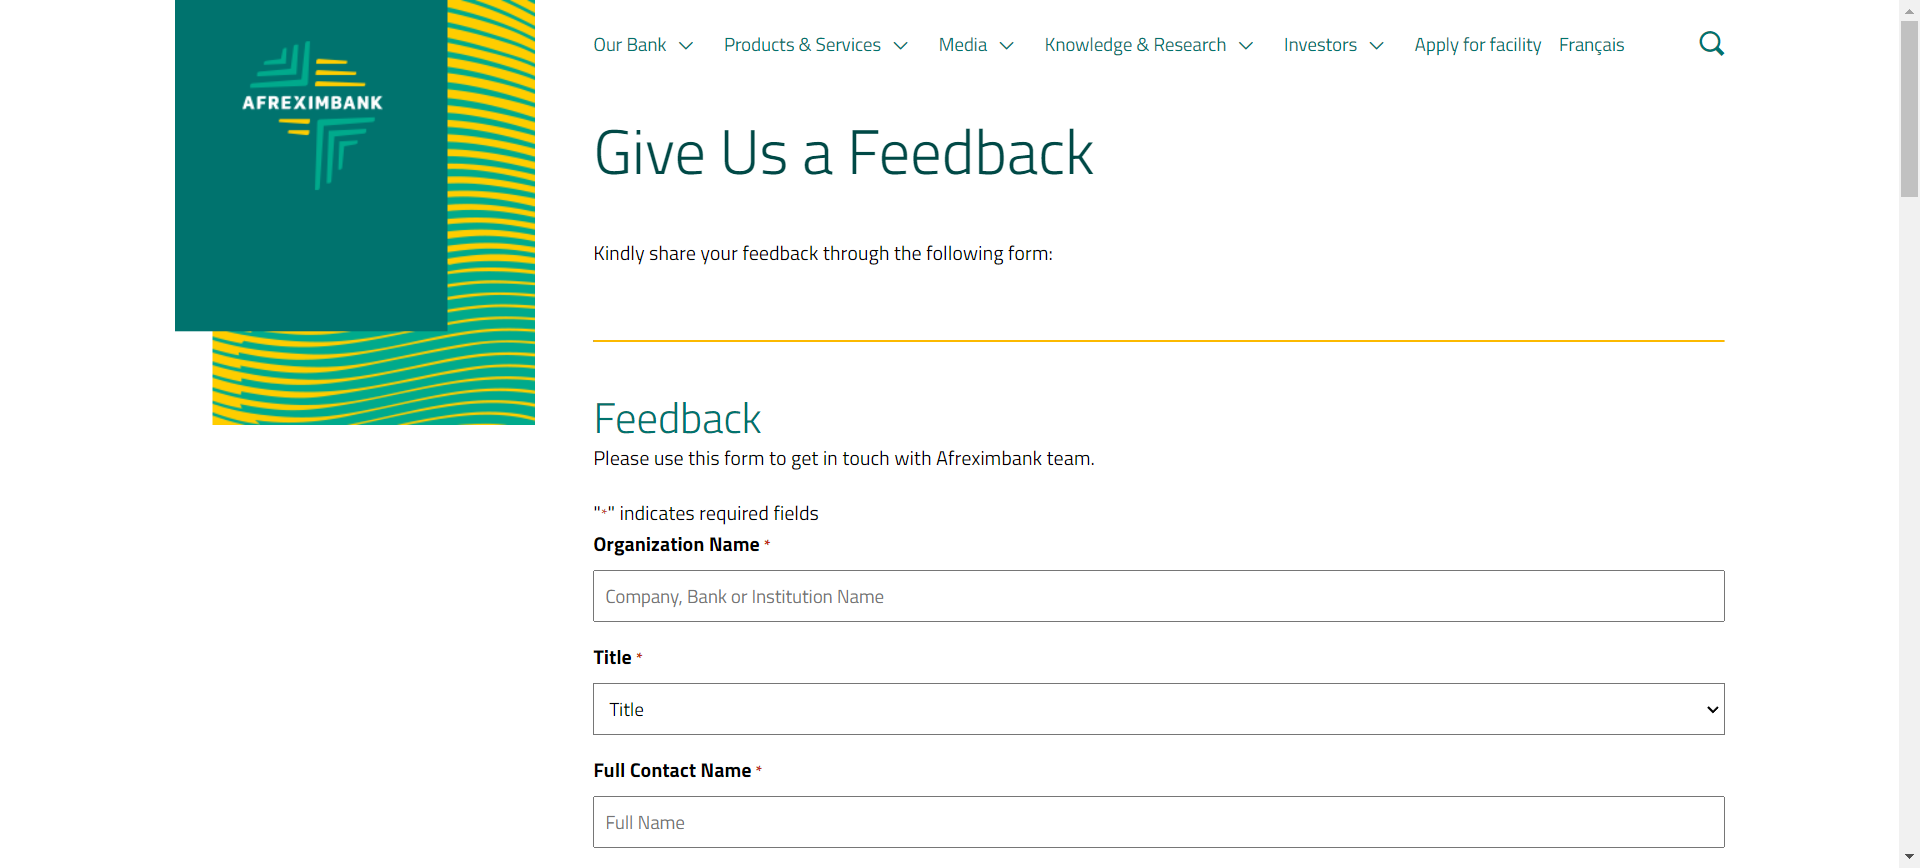 AFREXIMBANK
Our Bank Products & Services Media Knowledge & Research Investors Apply for facility Français
Give Us a Feedback
Kindly share your feedback through the following form:
Feedback
Please use this form to get in touch with Afreximbank team.
"*" indicates required fields
Organization Name *
Company, Bank or Institution Name
Title *
Title
Full Contact Name *
Full Name